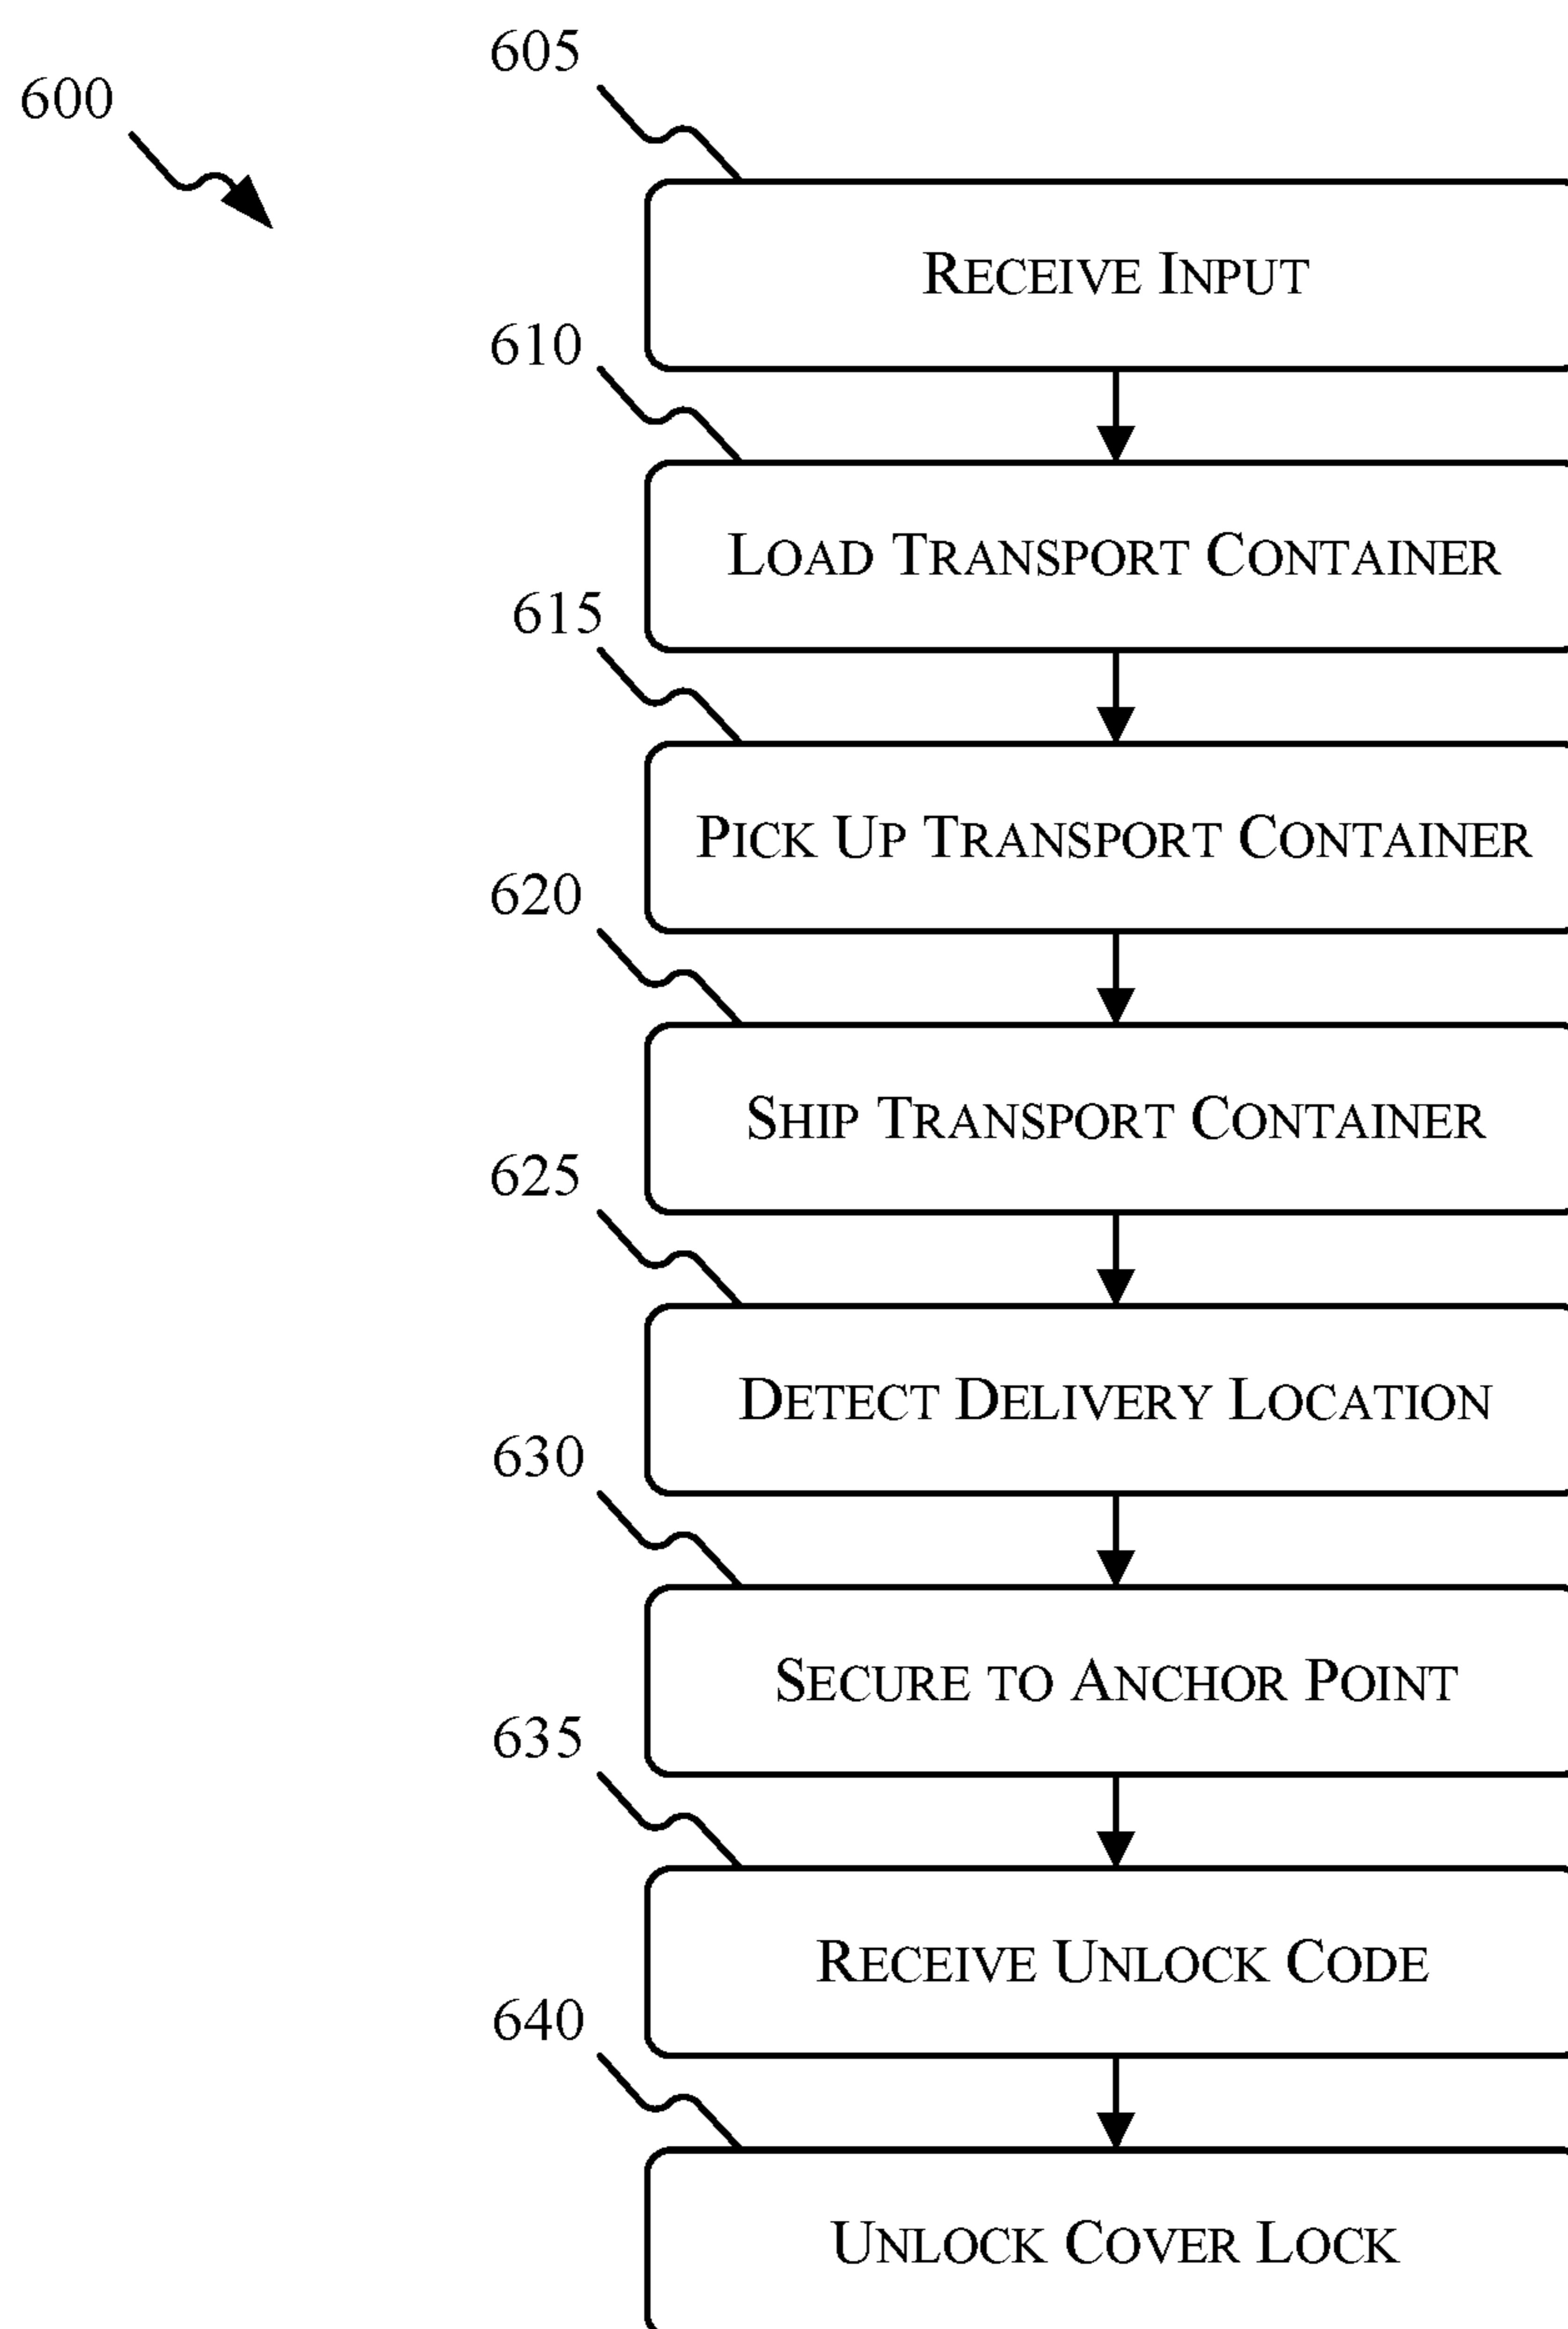 600
605
RECEIVE INPUT
610
LOAD TRANSPORT CONTAINER
615
PICK UP TRANSPORT CONTAINER
620
SHIP TRANSPORT CONTAINER
625
DETECT DELIVERY LOCATION
630
SECURE TO ANCHOR POINT
635
RECEIVE UNLOCK CODE
640
UNLOCK COVER LOCK